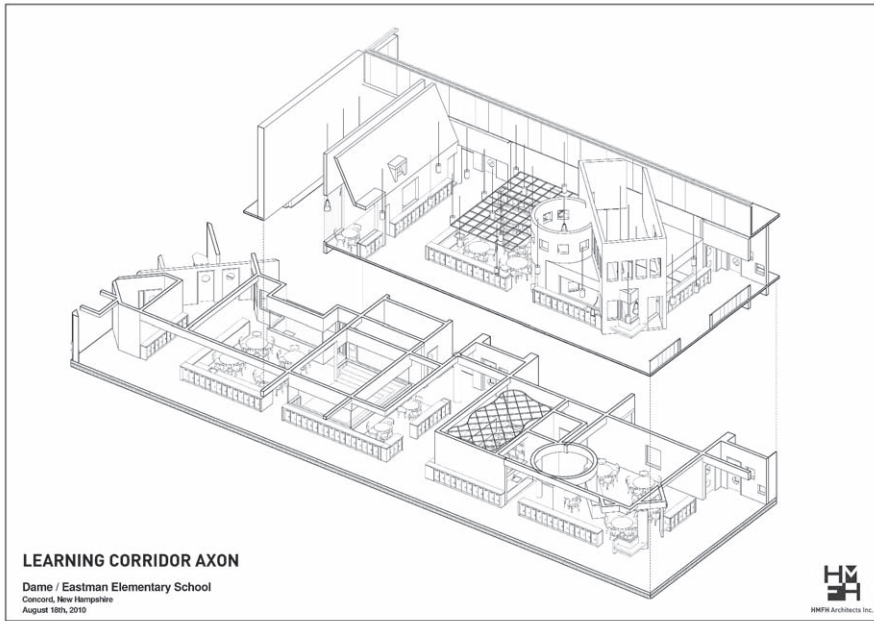 LEARNING CORRIDOR AXON
Dame / Eastman Elementary School
Concord, New Hampshire
August 18th, 2010
HMFH
HMFH Architects Inc.